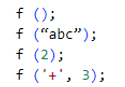 f ();
f (“abc”);
f (2);
f ('+', 3);